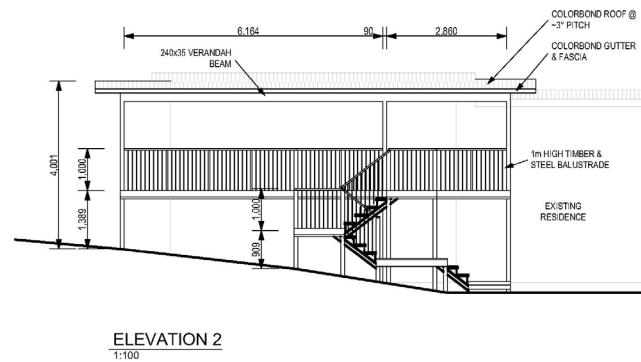 COLORBOND ROOF @
~3° PITCH
6.164
90
2.860
COLORBOND GUTTER
& FASCIA
240x35 VERANDAH
BEAM
4,001
1,000
1m HIGH TIMBER &
STEEL BALUSTRADE
1,389
1,000
EXISTING
RESIDENCE
909
ELEVATION 2
1:100